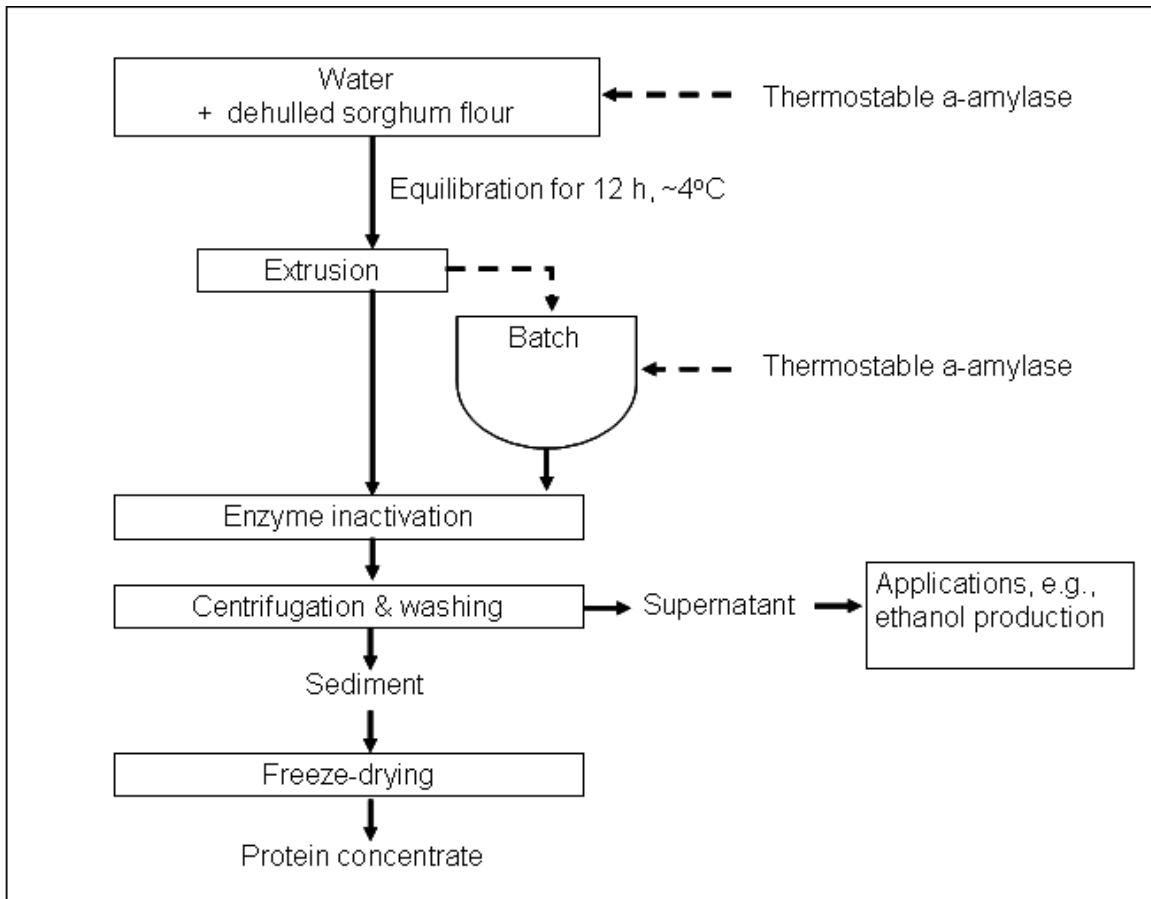 Water
+ dehulled sorghum flour
Thermostable a-amylase
Equilibration for 12 h, ~4ºC
Extrusion
Batch
Thermostable a-amylase
Enzyme inactivation
Centrifugation & washing
Supernatant
Applications, e.g.,
ethanol production
Sediment
Freeze-drying
Protein concentrate